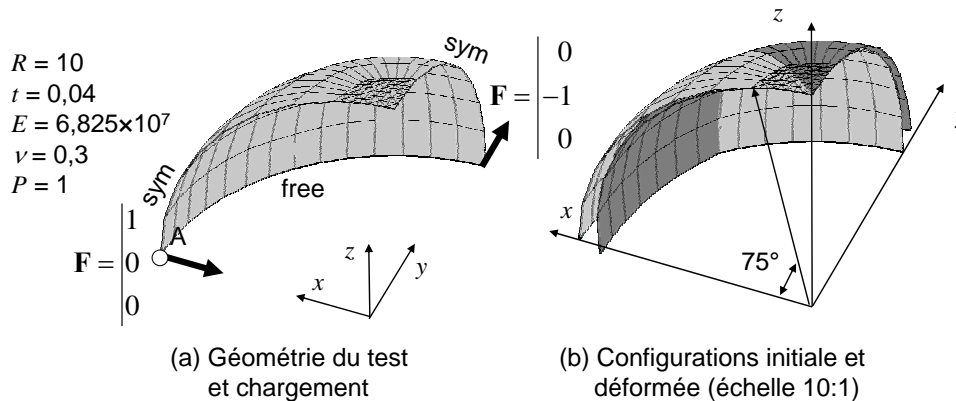 R = 10
t = 0,04
E = 6,825×10⁷
ν = 0,3
P = 1
sym
free
sym
A
F = |1 0 0
F = |0 −1 0
x
z
y
(a) Géométrie du test
et chargement
z
x
75°
(b) Configurations initiale et
déformée (échelle 10:1)